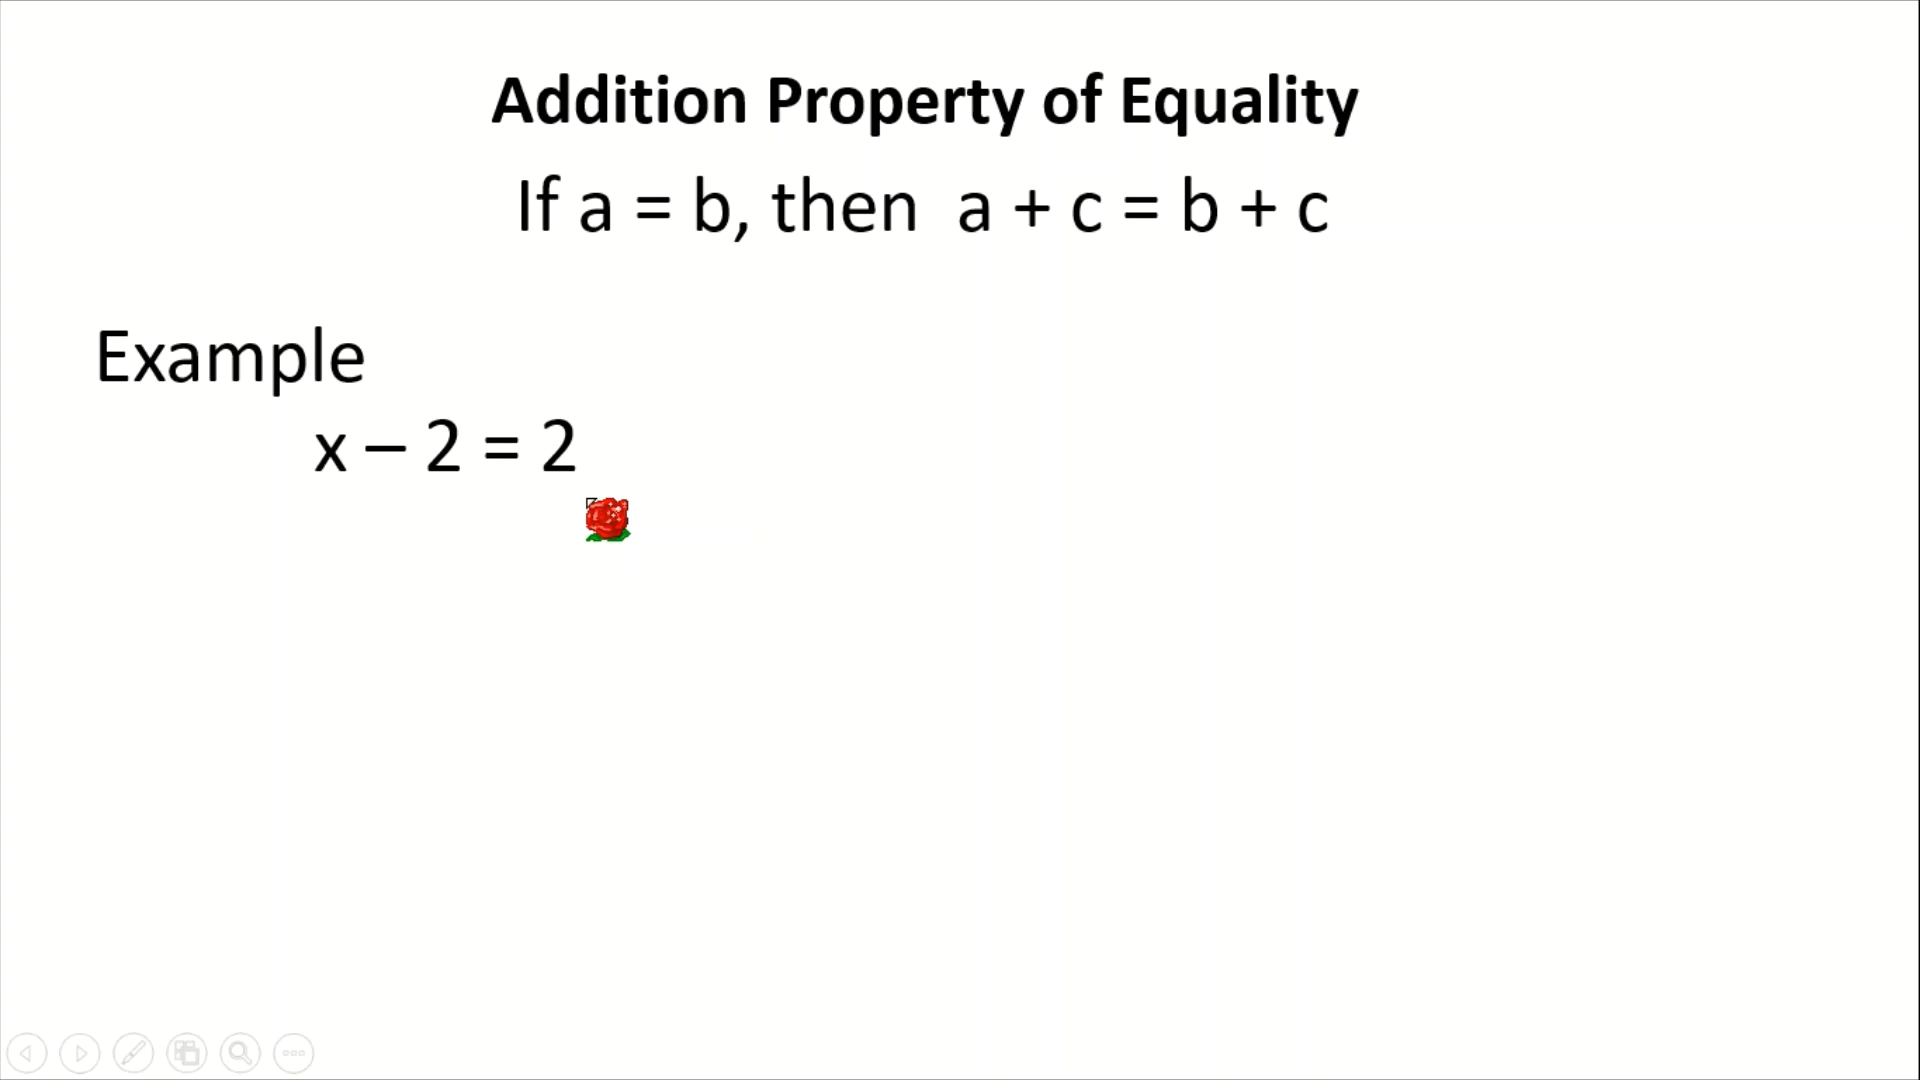 Addition Property of Equality
If a = b, then  a + c = b + c
Example
x – 2 = 2